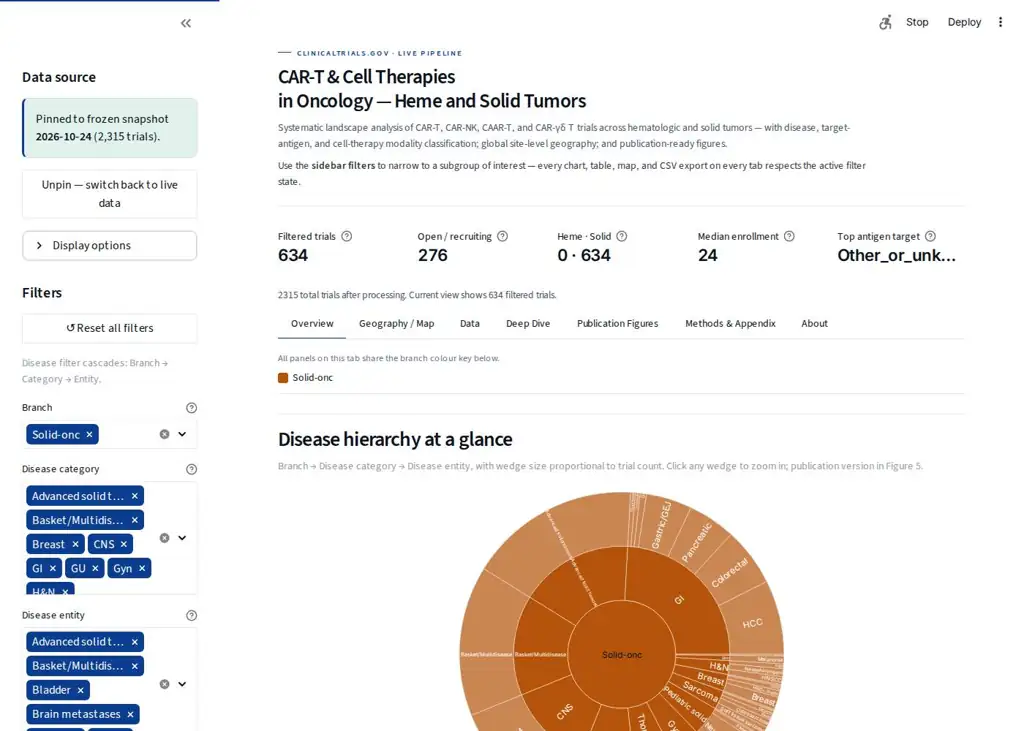 Stop
Deploy
Data source
Pinned to frozen snapshot
2026-10-24 (2,315 trials).
Unpin — switch back to live
data
Display options
Filters
↺ Reset all filters
Disease filter cascades: Branch →
Category → Entity.
Branch
Solid-onc ×
Disease category
Advanced solid t… ×
Basket/Multidis… ×
Breast × CNS ×
GI × GU × Gyn ×
H&N ×
Disease entity
Advanced solid t… ×
Basket/Multidis… ×
Bladder ×
Brain metastases ×
CLINICALTRIALS.GOV · LIVE PIPELINE
CAR-T & Cell Therapies
in Oncology — Heme and Solid Tumors
Systematic landscape analysis of CAR-T, CAR-NK, CAAR-T, and CAR-γδ T trials across hematologic and solid tumors — with disease, target-
antigen, and cell-therapy modality classification; global site-level geography; and publication-ready figures.
Use the sidebar filters to narrow to a subgroup of interest — every chart, table, map, and CSV export on every tab respects the active filter
state.
Filtered trials
634
Open / recruiting
276
Heme · Solid
0 · 634
Median enrollment
24
Top antigen target
Other_or_unk…
2315 total trials after processing. Current view shows 634 filtered trials.
Overview
Geography / Map
Data
Deep Dive
Publication Figures
Methods & Appendix
About
All panels on this tab share the branch colour key below.
Solid-onc
Disease hierarchy at a glance
Branch → Disease category → Disease entity, with wedge size proportional to trial count. Click any wedge to zoom in; publication version in Figure 5.
Gastric/GEJ
Pancreatic
Colorectal
HCC
GI
Solid-onc
Basket/Multidisease
Basket/Multidisease
H&N
Breast
Breast
Sarcoma
Pediatric solid
CNS